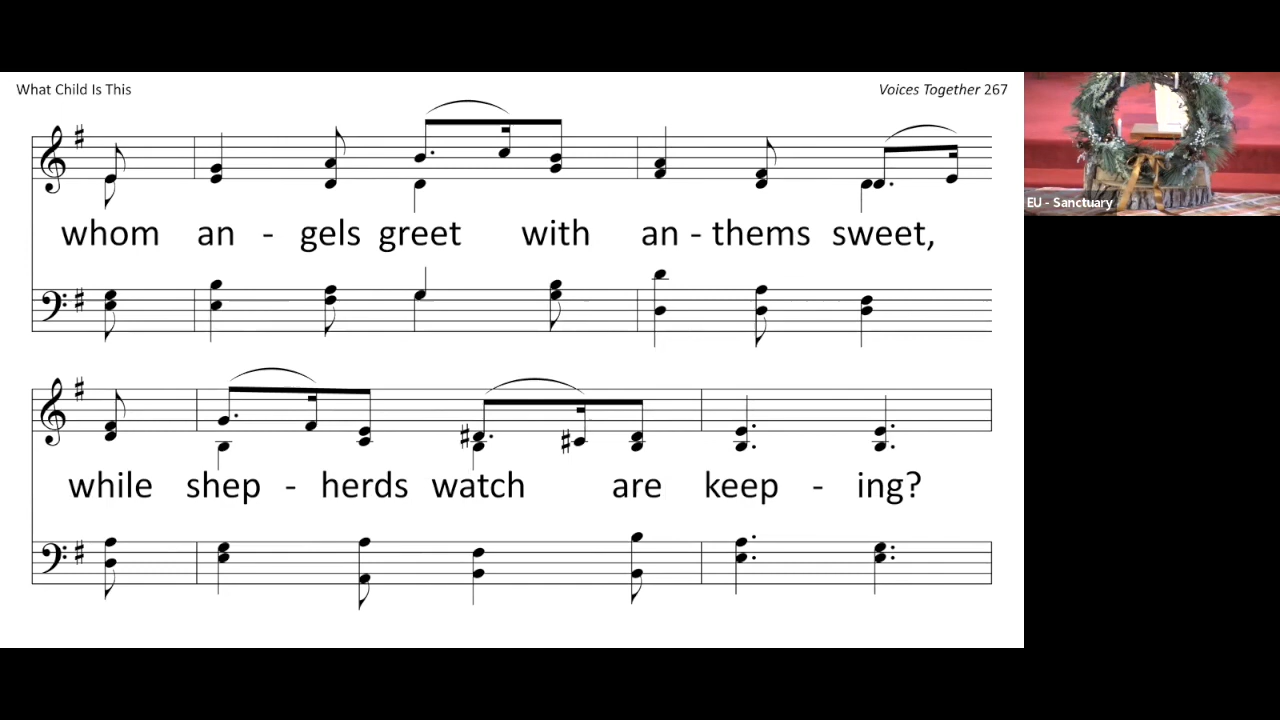 What Child Is This
Voices Together 267
EU - Sanctuary
whom an - gels greet with an - thems sweet,
while shep - herds watch are keep - ing?